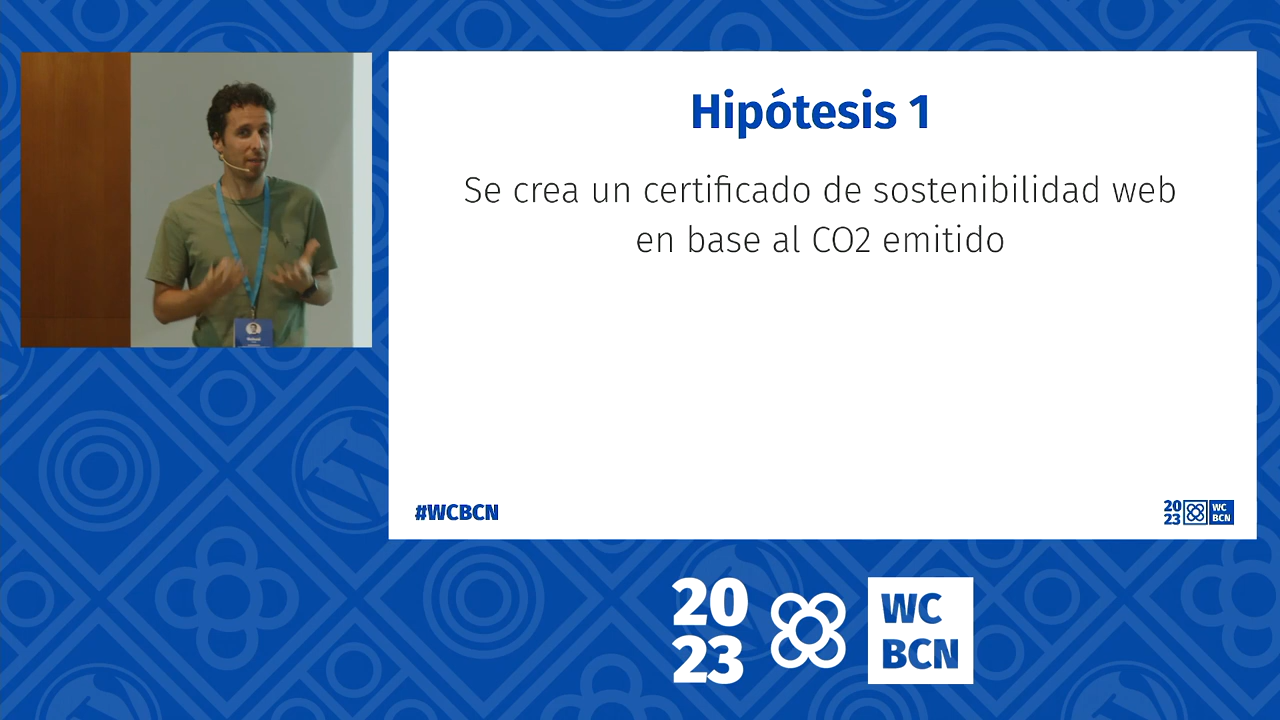 Hipótesis 1
Se crea un certificado de sostenibilidad web
en base al CO2 emitido
#WCBCN
20
23
WC
BCN
20
23
WC
BCN